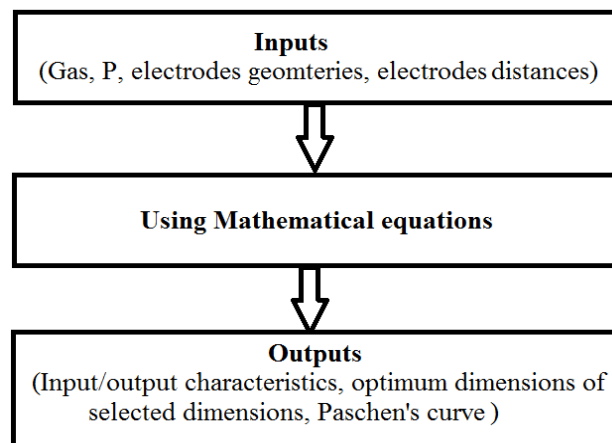 Inputs
(Gas, P, electrodes geomteries, electrodes distances)
Using Mathematical equations
Outputs
(Input/output characteristics, optimum dimensions of
selected dimensions, Paschen's curve )